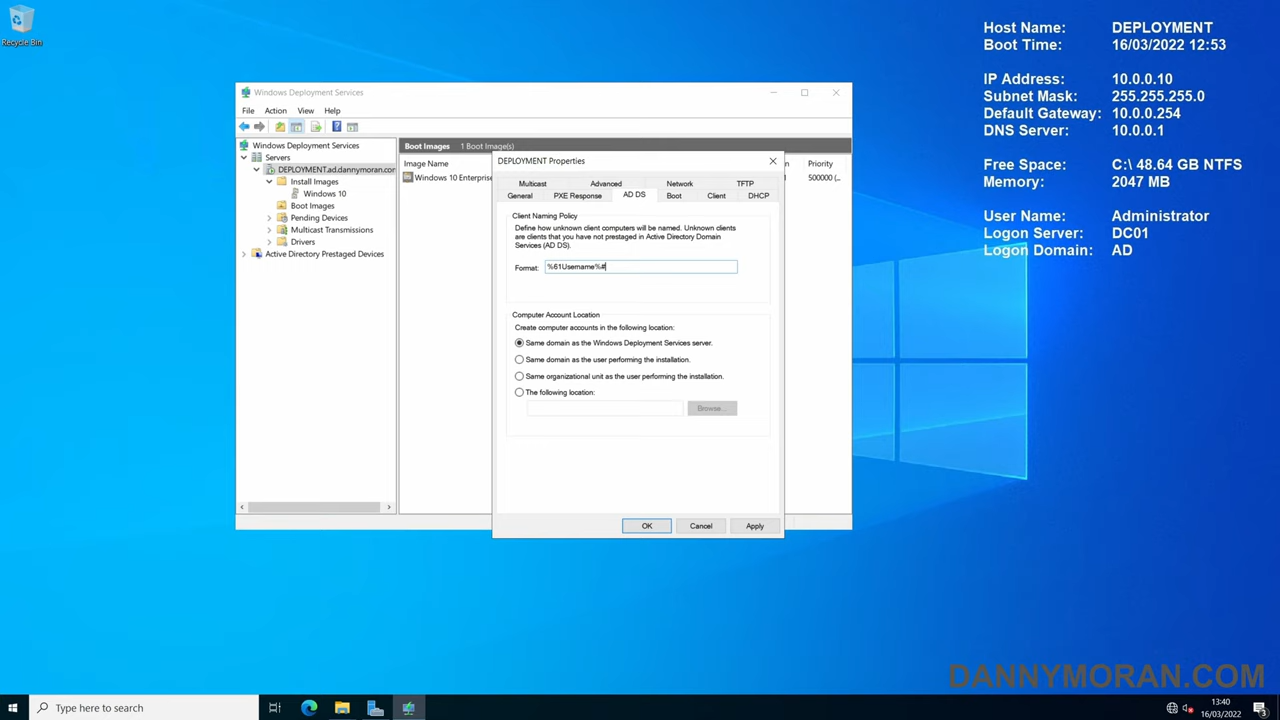 Recycle Bin
Host Name: DEPLOYMENT
Boot Time: 16/03/2022 12:53
IP Address: 10.0.0.10
Subnet Mask: 255.255.255.0
Default Gateway: 10.0.0.254
DNS Server: 10.0.0.1
Free Space: C:\ 48.64 GB NTFS
Memory: 2047 MB
User Name: Administrator
Logon Server: DC01
Logon Domain: AD
Windows Deployment Services
File Action View Help
Windows Deployment Services
Servers
DEPLOYMENT.ad.dannymoran.cor
Install Images
Windows 10
Boot Images
Pending Devices
Multicast Transmissions
Drivers
Active Directory Prestaged Devices
Boot Images 1 Boot Image(s)
Image Name
n Priority
Windows 10 Enterprise
500000 (...
DEPLOYMENT Properties
Multicast Advanced Network TFTP
General PXE Response AD DS Boot Client DHCP
Client Naming Policy
Define how unknown client computers will be named. Unknown clients
are clients that you have not prestaged in Active Directory Domain
Services (AD DS).
Format: %61Username%#
Computer Account Location
Create computer accounts in the following location:
Same domain as the Windows Deployment Services server.
Same domain as the user performing the installation.
Same organizational unit as the user performing the installation.
The following location:
Browse...
OK Cancel Apply
DANNYMORAN.COM
Type here to search
13:40
16/03/2022
3